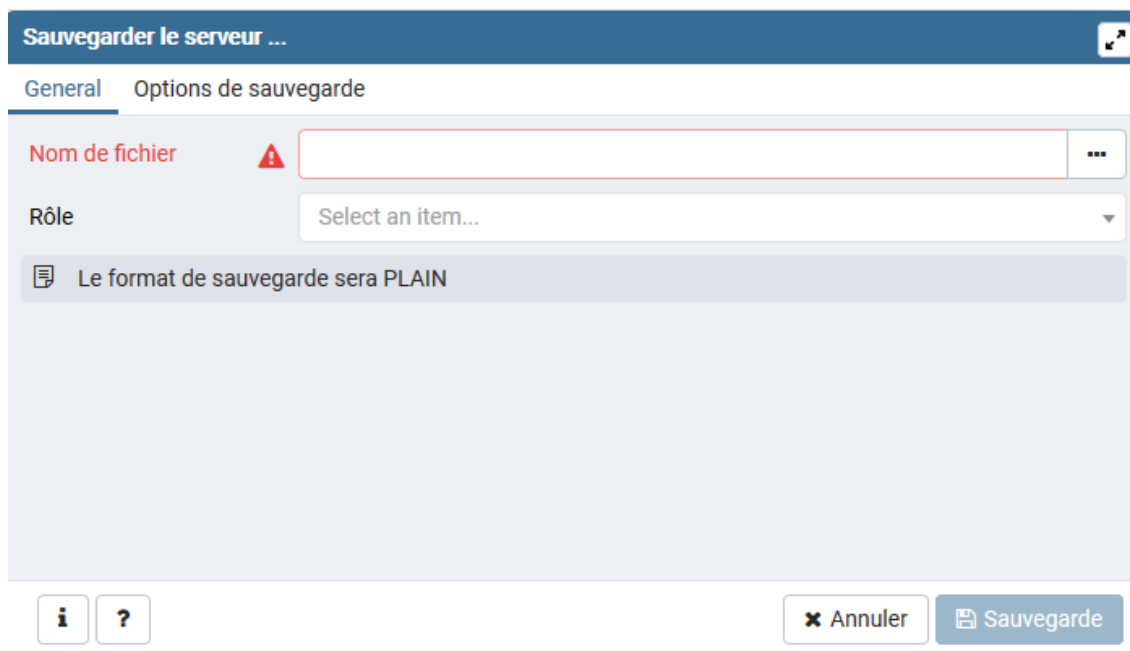 Sauvegarder le serveur ...
General Options de sauvegarde
Nom de fichier
Rôle Select an item...
Le format de sauvegarde sera PLAIN
i ? Annuler Sauvegarde